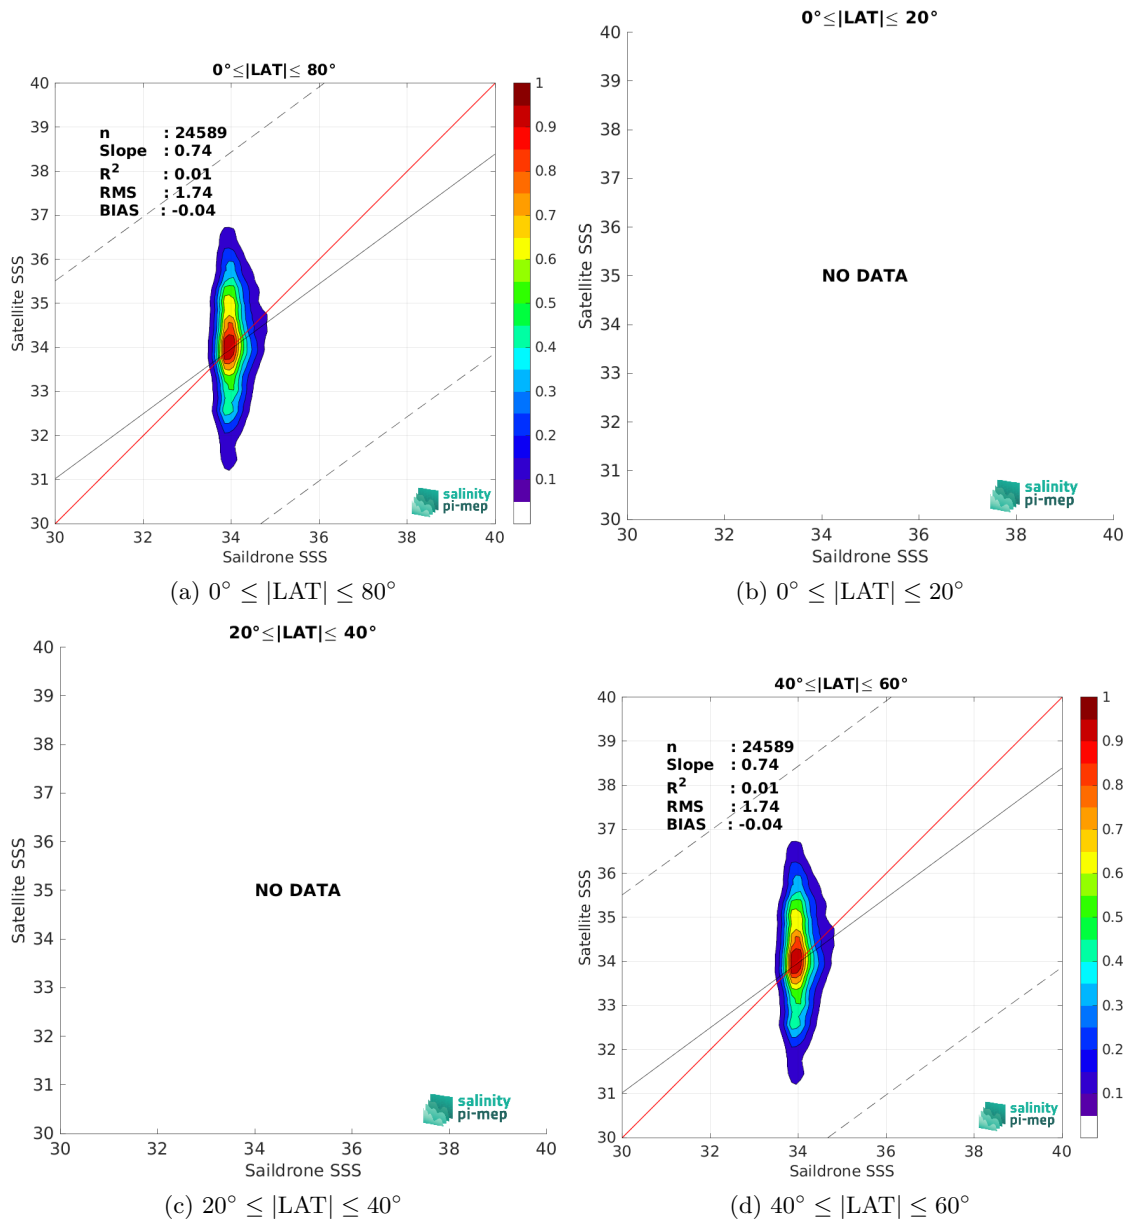 0°≤|LAT|≤ 80°
40
39
38
37
36
35
34
33
32
31
30
n : 24589
Slope : 0.74
R² : 0.01
RMS : 1.74
BIAS : -0.04
Satellite SSS
30 32 34 36 38 40
Saildrone SSS
salinity
pi-mep
1
0.9
0.8
0.7
0.6
0.5
0.4
0.3
0.2
0.1
(a) 0° ≤ |LAT| ≤ 80°
0°≤|LAT|≤ 20°
40
39
38
37
36
35
34
33
32
31
30
Satellite SSS
NO DATA
salinity
pi-mep
30 32 34 36 38 40
Saildrone SSS
(b) 0° ≤ |LAT| ≤ 20°
20°≤|LAT|≤ 40°
40
39
38
37
36
35
34
33
32
31
30
Satellite SSS
NO DATA
salinity
pi-mep
30 32 34 36 38 40
Saildrone SSS
(c) 20° ≤ |LAT| ≤ 40°
40°≤|LAT|≤ 60°
40
39
38
37
36
35
34
33
32
31
30
n : 24589
Slope : 0.74
R² : 0.01
RMS : 1.74
BIAS : -0.04
Satellite SSS
30 32 34 36 38 40
Saildrone SSS
salinity
pi-mep
1
0.9
0.8
0.7
0.6
0.5
0.4
0.3
0.2
0.1
(d) 40° ≤ |LAT| ≤ 60°